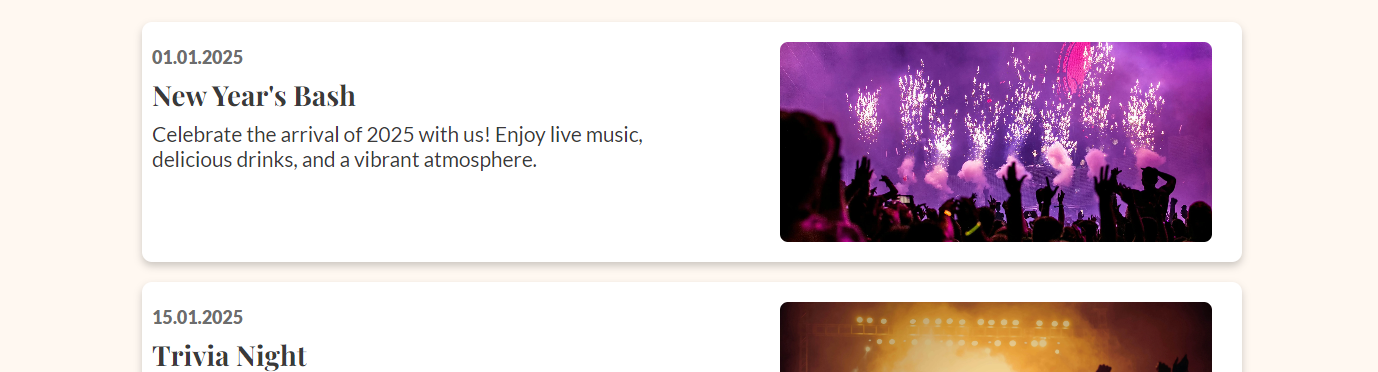 01.01.2025
New Year's Bash
Celebrate the arrival of 2025 with us! Enjoy live music,
delicious drinks, and a vibrant atmosphere.
15.01.2025
Trivia Night